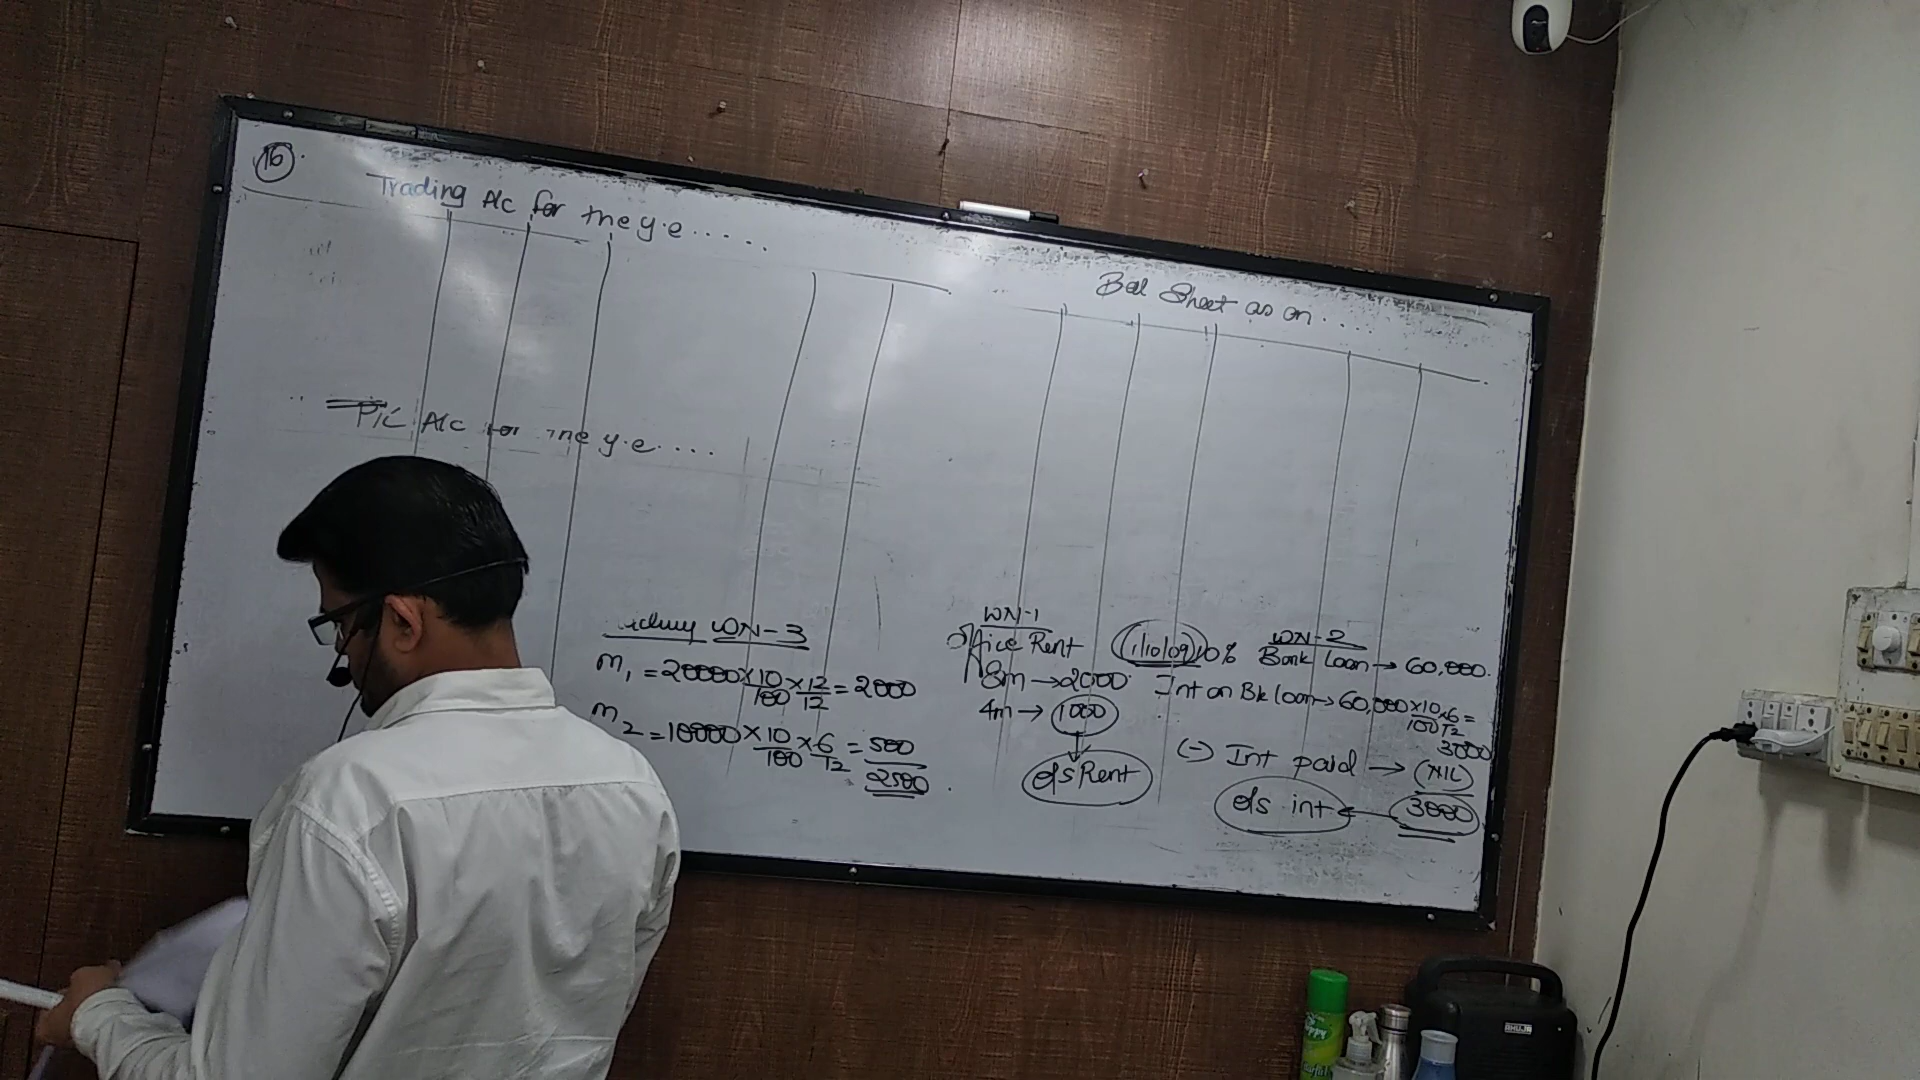 16
Trading A/c for the y.e.....
Bal Sheet as on....
P/L A/c for the y.e....
WN-3
M1 = 20000 × 10/100 × 12/12 = 2000
M2 = 10000 × 10/100 × 6/12 = 500
2500
WN-1
Office Rent
8m → 2000
4m → 1000
o/s Rent
WN-2
1/10/09 10% Bank Loan → 60,000.
Int on Bk loan → 60,000 × 10/100 × 6/12 =
3000
(-) Int paid → (NIL)
o/s int ← 3000
AHUJA